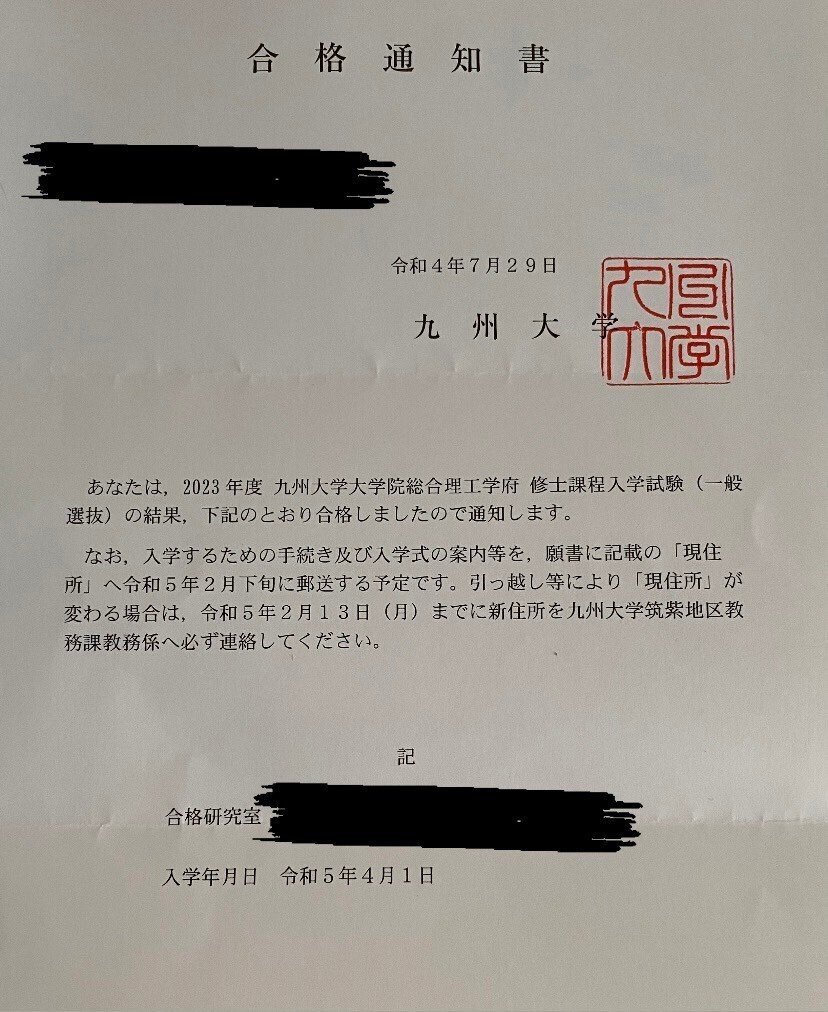 合格通知書
令和４年７月２９日
九州大学
あなたは，2023年度 九州大学大学院総合理工学府 修士課程入学試験（一般
選抜）の結果，下記のとおり合格しましたので通知します。
なお，入学するための手続き及び入学式の案内等を，願書に記載の「現住
所」へ令和５年２月下旬に郵送する予定です。引っ越し等により「現住所」が
変わる場合は，令和５年２月１３日（月）までに新住所を九州大学筑紫地区教
務課教務係へ必ず連絡してください。
記
合格研究室
入学年月日　令和５年４月１日